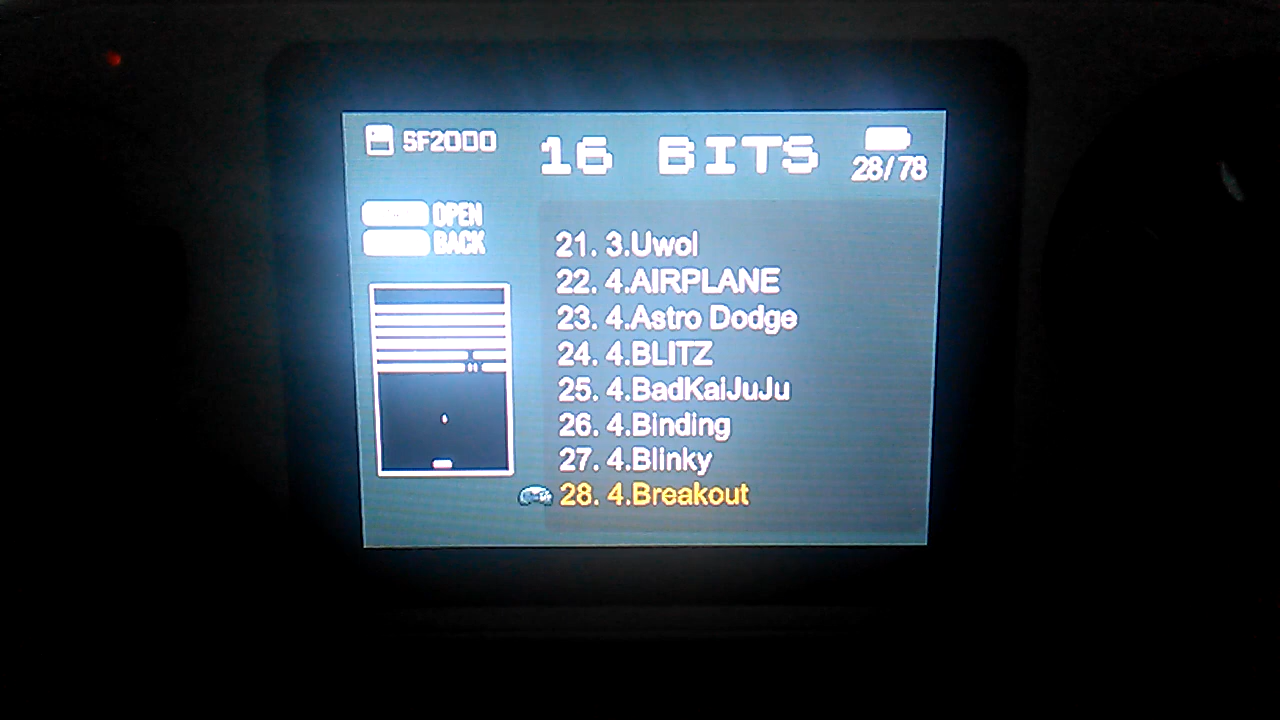 SF2000
16 BITS
28/78
OPEN
BACK
21. 3.Uwol
22. 4.AIRPLANE
23. 4.Astro Dodge
24. 4.BLITZ
25. 4.BadKaiJuJu
26. 4.Binding
27. 4.Blinky
28. 4.Breakout